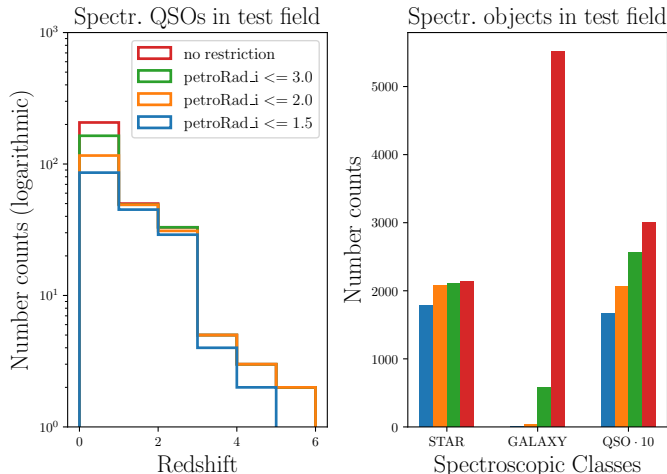 Spectr. QSOs in test field
Number counts (logarithmic)
10³
10²
10¹
10⁰
no restriction
petroRad_i <= 3.0
petroRad_i <= 2.0
petroRad_i <= 1.5
0 2 4 6
Redshift
Spectr. objects in test field
Number counts
5000
4000
3000
2000
1000
0
STAR GALAXY QSO · 10
Spectroscopic Classes